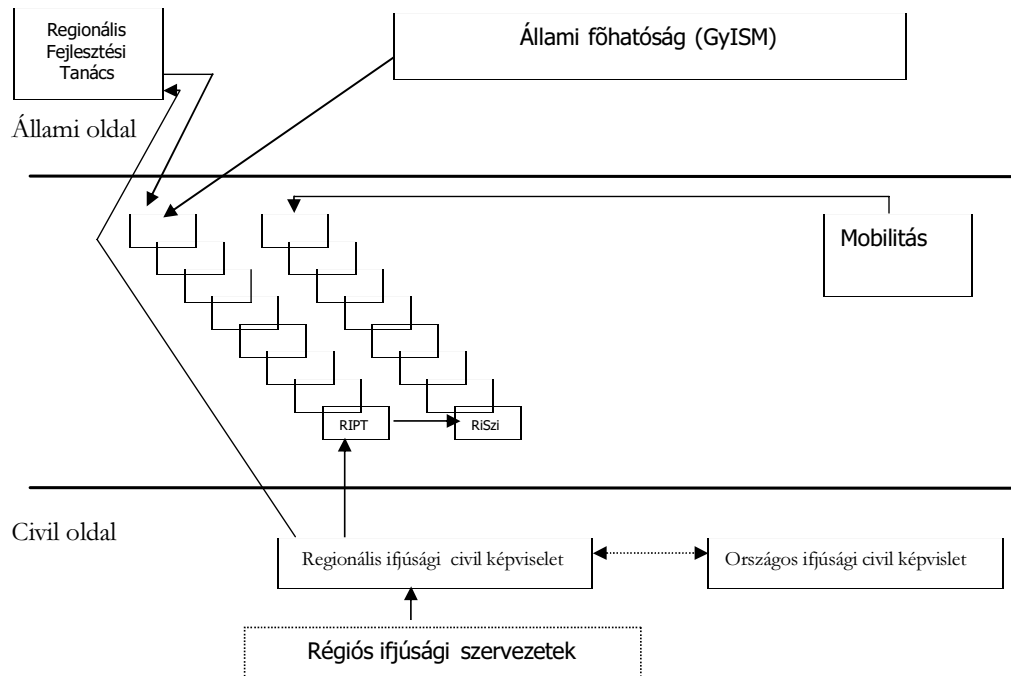 Regionális
Fejlesztési
Tanács
Állami fõhatóság (GyISM)
Állami oldal
Mobilitás
RIPT
RiSzi
Civil oldal
Regionális ifjúsági civil képviselet
Országos ifjúsági civil képvislet
Régiós ifjúsági szervezetek